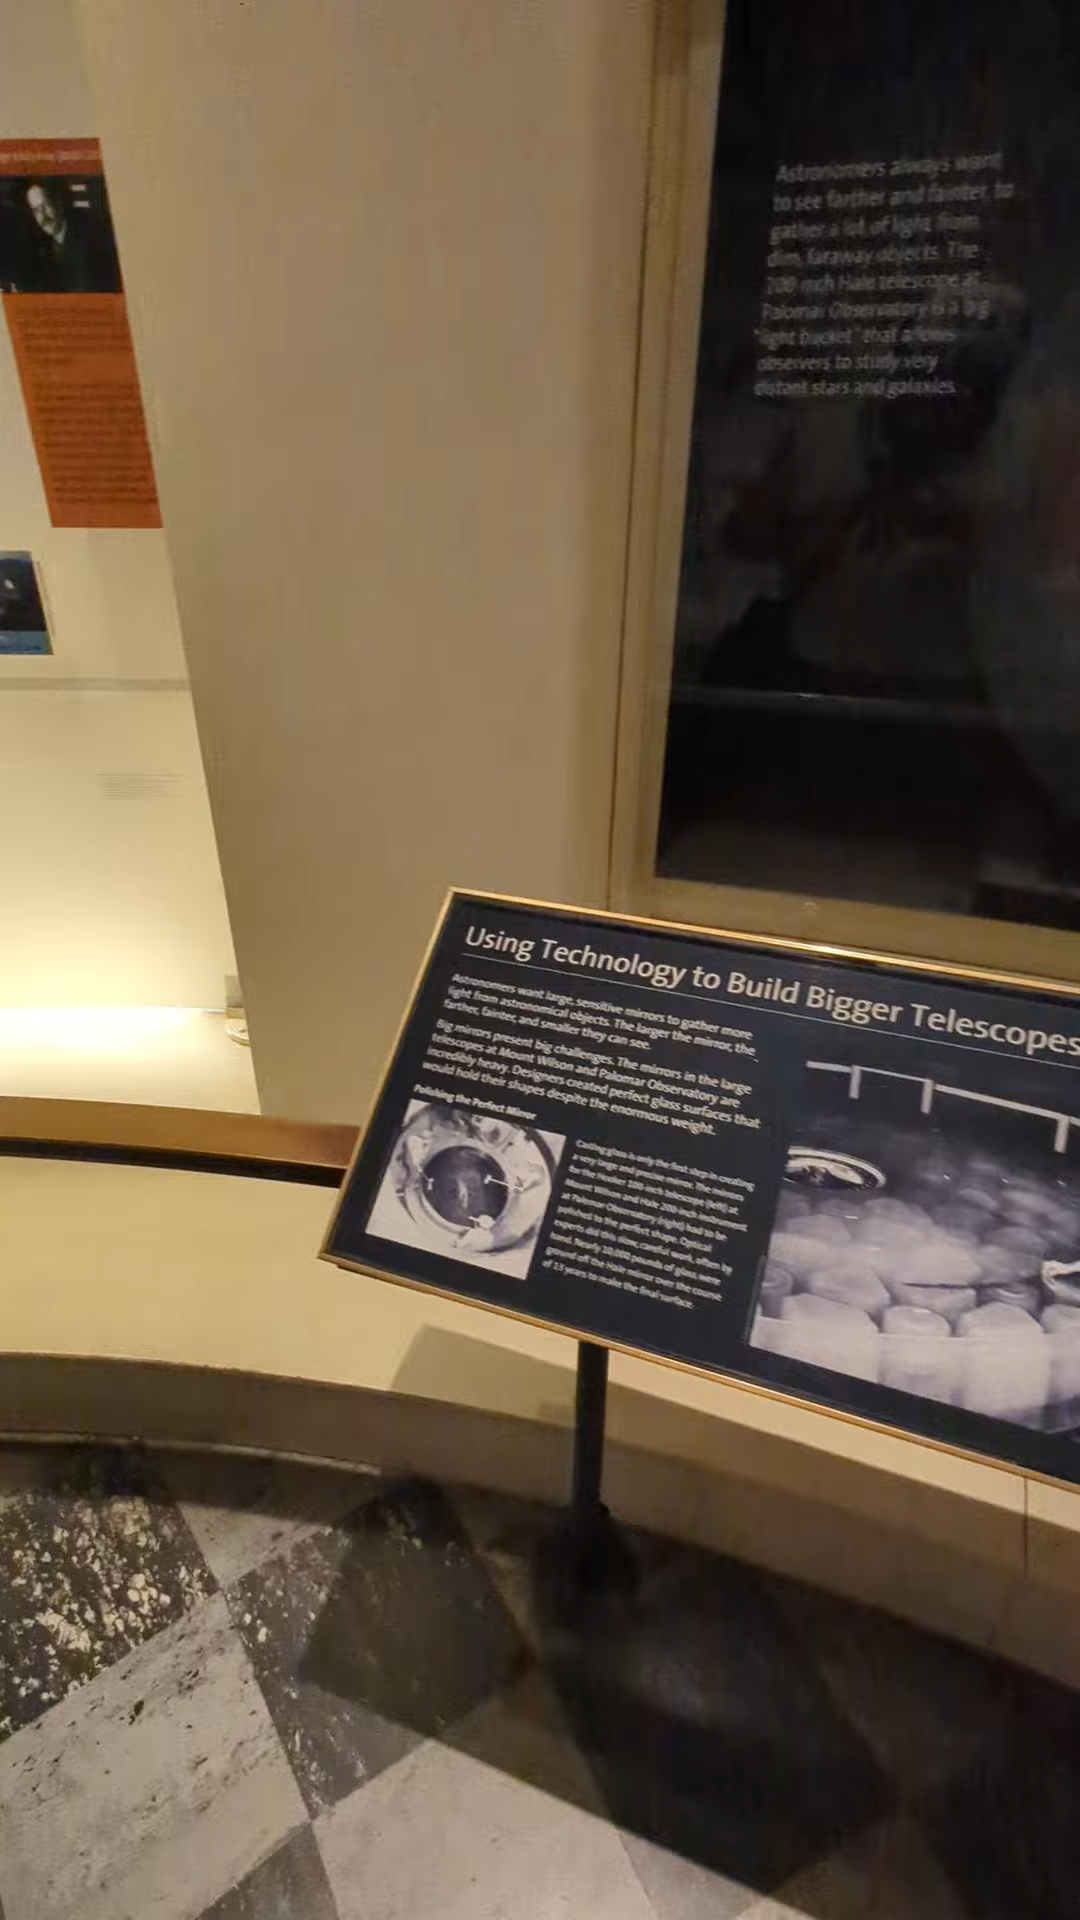 Astronomers always want
to see farther and fainter, to
gather a lot of light from
dim, faraway objects. The
200-inch Hale telescope at
Palomar Observatory is a big
"light bucket" that allows
observers to study very
distant stars and galaxies.
Using Technology to Build Bigger Telescopes
Astronomers want large, sensitive mirrors to gather more
light from astronomical objects. The larger the mirror, the
farther, fainter, and smaller they can see.
Big mirrors present big challenges. The mirrors in the large
telescopes at Mount Wilson and Palomar Observatory are
incredibly heavy. Designers created perfect glass surfaces that
would hold their shapes despite the enormous weight.
Polishing the Perfect Mirror
Casting glass is only the first step in creating
a very large and precise mirror. The mirrors
for the Hooker 100-inch telescope (left) at
Mount Wilson and Hale 200-inch instrument
at Palomar Observatory (right) had to be
polished to the perfect shape. Optical
experts did this slow, careful work, often by
hand. Nearly 10,000 pounds of glass were
ground off the Hale mirror over the course
of 13 years to make the final surface.